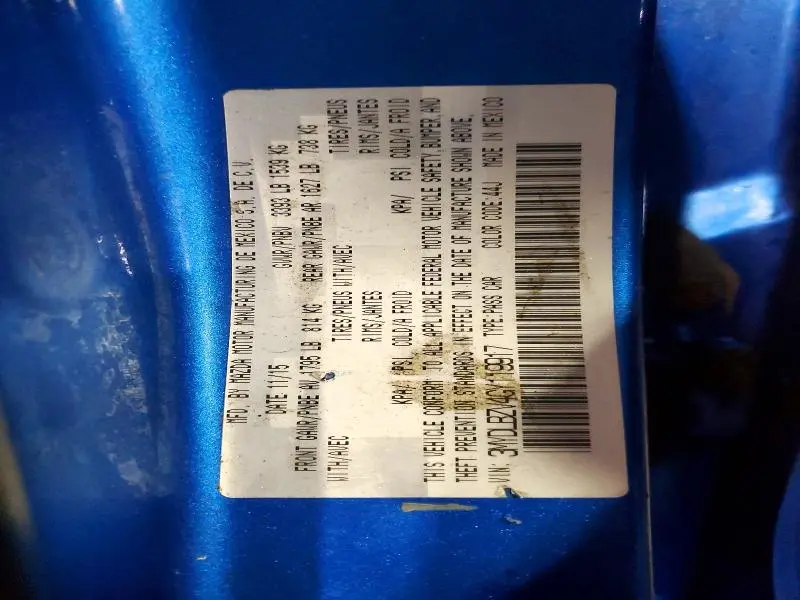 MFD. BY MAZDA MOTOR MANUFACTURING DE MEXICO S.A. DE C.V.
DATE 11/15 GVWR/PNBV 3393 LB 1539 KG
FRONT GAWR/PNBE AV 1795 LB 814 KG REAR GAWR/PNBE AR 1627 LB 738 KG
WITH/AVEC TIRES/PNEUS WITH/AVEC TIRES/PNEUS
RIMS/JANTES RIMS/JANTES
KPA/ PSI COLD/A FROID KPA/ PSI COLD/A FROID
THIS VEHICLE CONFORMS TO ALL APPLICABLE FEDERAL MOTOR VEHICLE SAFETY, BUMPER, AND
THEFT PREVENTION STANDARDS IN EFFECT ON THE DATE OF MANUFACTURE SHOWN ABOVE.
VIN: 3MYDLBZV4GY119917 TYPE:PASS CAR COLOR CODE:44J MADE IN MEXICO